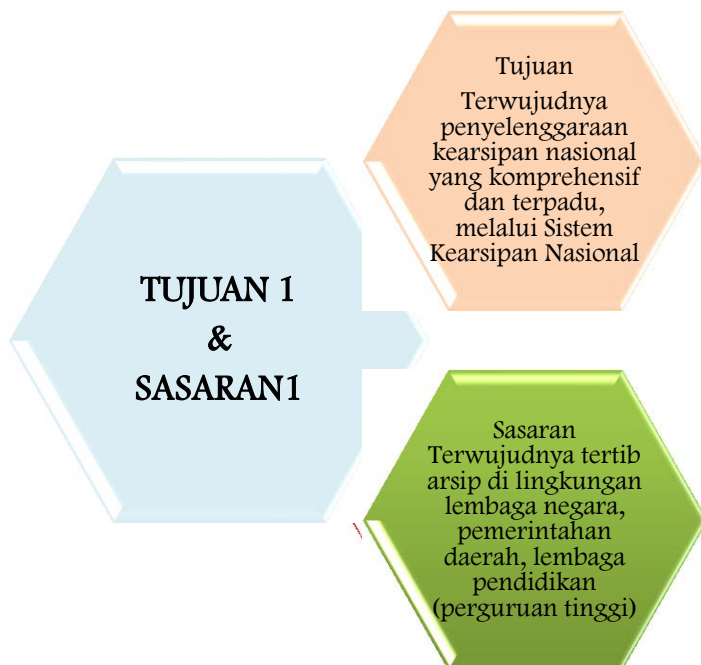 TUJUAN 1
&
SASARAN1
Tujuan
Terwujudnya
penyelenggaraan
kearsipan nasional
yang komprehensif
dan terpadu,
melalui Sistem
Kearsipan Nasional
Sasaran
Terwujudnya tertib
arsip di lingkungan
lembaga negara,
pemerintahan
daerah, lembaga
pendidikan
(perguruan tinggi)